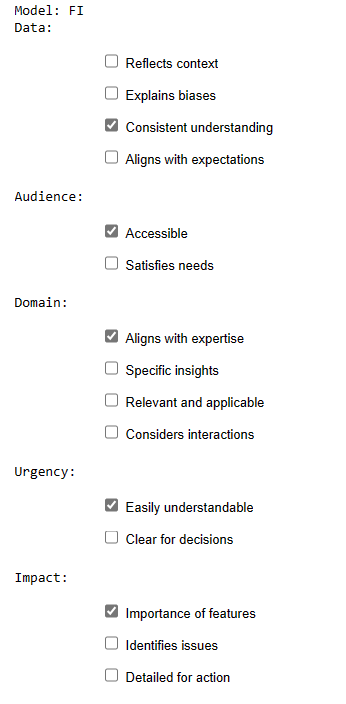 Model: FI
Data:
Reflects context
Explains biases
Consistent understanding
Aligns with expectations
Audience:
Accessible
Satisfies needs
Domain:
Aligns with expertise
Specific insights
Relevant and applicable
Considers interactions
Urgency:
Easily understandable
Clear for decisions
Impact:
Importance of features
Identifies issues
Detailed for action